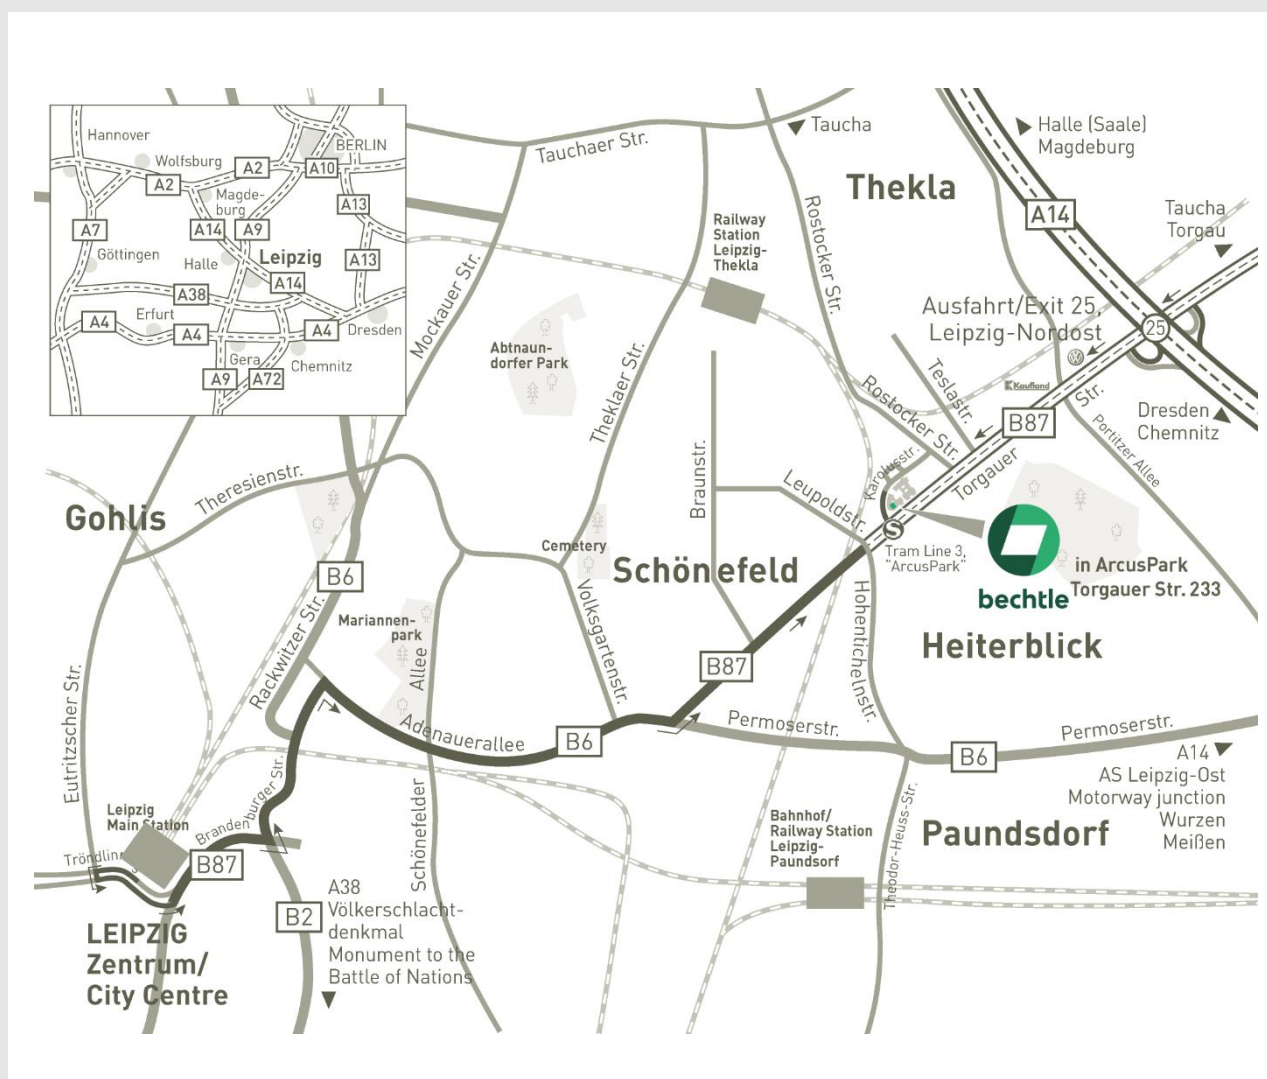 Hannover
Wolfsburg
BERLIN
A2
A2
A10
Magde-
burg
A13
A7
A14
A9
Göttingen
Halle
Leipzig
A13
A14
A38
Erfurt
A4
A4
A4
Dresden
Gera
Chemnitz
A9
A72
Tauchaer Str.
Taucha
Halle (Saale)
Magdeburg
Thekla
A14
Taucha
Torgau
Railway
Station
Leipzig-
Thekla
Rostocker Str.
Mockauer Str.
Ausfahrt/Exit 25,
Leipzig-Nordost
25
Abtnaun-
dorfer Park
Theklaer Str.
Teslastr.
Kaufland
Str.
Rostocker Str.
B87
Dresden
Chemnitz
Portitzer Allee
Torgauer
Karolusstr.
Braunstr.
Leupoldstr.
Theresienstr.
Gohlis
S
Tram Line 3,
"ArcusPark"
Cemetery
Schönefeld
in ArcusPark
Torgauer Str. 233
bechtle
B6
Rackwitzer Str.
Mariannen-
park
Allee
Volksgartenstr.
Hohentichelnstr.
Heiterblick
B87
Eutritzscher Str.
Adenauerallee
B6
Permoserstr.
Permoserstr.
B6
A14
AS Leipzig-Ost
Motorway junction
Wurzen
Meißen
Leipzig
Main Station
Branden
burger Str.
Schönefelder
Bahnhof/
Railway Station
Leipzig-
Paunsdorf
Theodor-Heuss-Str.
Paundsdorf
B87
A38
Völkerschlacht-
denkmal
Monument to the
Battle of Nations
B2
LEIPZIG
Zentrum/
City Centre